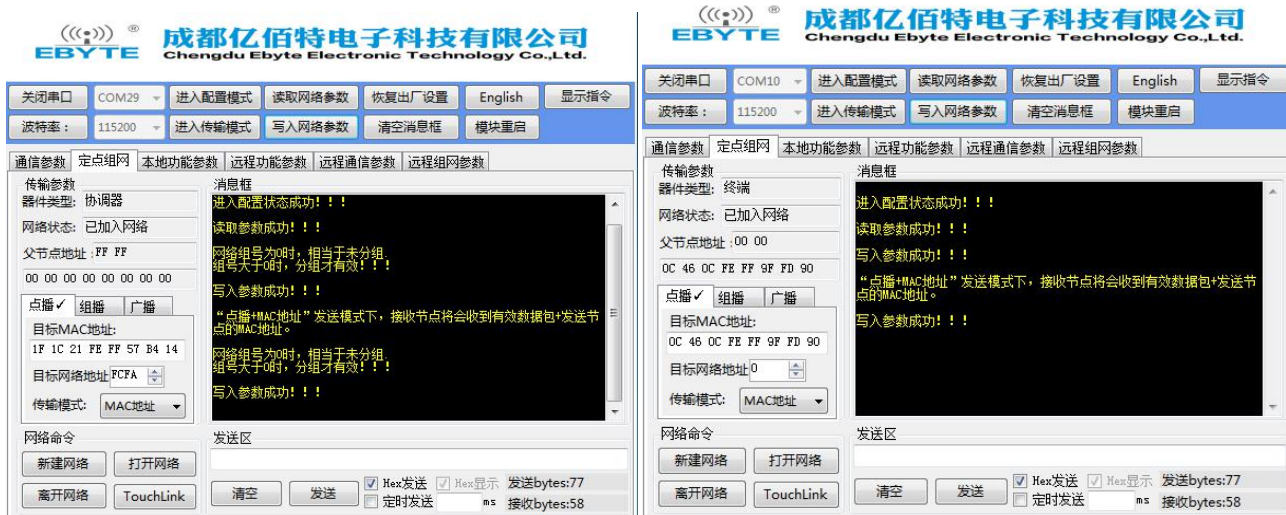 EBYTE ®
成都亿佰特电子科技有限公司
Chengdu Ebyte Electronic Technology Co.,Ltd.
关闭串口 COM29 进入配置模式 读取网络参数 恢复出厂设置 English 显示指令
波特率: 115200 进入传输模式 写入网络参数 清空消息框 模块重启
通信参数 定点组网 本地功能参数 远程功能参数 远程通信参数 远程组网参数
传输参数
器件类型: 协调器
网络状态: 已加入网络
父节点地址: FF FF
00 00 00 00 00 00 00 00
点播✓ 组播 广播
目标MAC地址:
1F 1C 21 FE FF 57 B4 14
目标网络地址 FCFA
传输模式: MAC地址
网络命令
新建网络 打开网络
离开网络 TouchLink
消息框
进入配置状态成功!!!
读取参数成功!!!
网络组号为0时,相当于未分组.
组号大于0时,分组才有效!!!
写入参数成功!!!
“点播+MAC地址”发送模式下,接收节点将会收到有效数据包+发送节
点的MAC地址。
网络组号为0时,相当于未分组.
组号大于0时,分组才有效!!!
写入参数成功!!!
发送区
清空 发送 Hex发送 Hex显示 发送bytes:77
定时发送 ms 接收bytes:58
EBYTE ®
成都亿佰特电子科技有限公司
Chengdu Ebyte Electronic Technology Co.,Ltd.
关闭串口 COM10 进入配置模式 读取网络参数 恢复出厂设置 English 显示指令
波特率: 115200 进入传输模式 写入网络参数 清空消息框 模块重启
通信参数 定点组网 本地功能参数 远程功能参数 远程通信参数 远程组网参数
传输参数
器件类型: 终端
网络状态: 已加入网络
父节点地址: 00 00
0C 46 0C FE FF 9F FD 90
点播✓ 组播 广播
目标MAC地址:
0C 46 0C FE FF 9F FD 90
目标网络地址 0
传输模式: MAC地址
网络命令
新建网络 打开网络
离开网络 TouchLink
消息框
进入配置状态成功!!!
读取参数成功!!!
写入参数成功!!!
“点播+MAC地址”发送模式下,接收节点将会收到有效数据包+发送节
点的MAC地址。
写入参数成功!!!
发送区
清空 发送 Hex发送 Hex显示 发送bytes:77
定时发送 ms 接收bytes:58